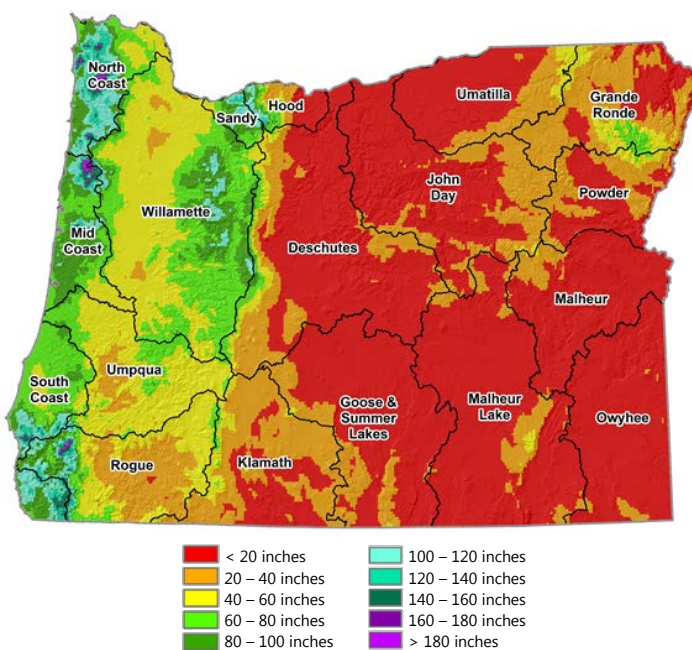 North
Coast
Sandy
Hood
Umatilla
Grande
Ronde
Mid
Coast
Willamette
Deschutes
John
Day
Powder
Malheur
South
Coast
Umpqua
Rogue
Klamath
Goose &
Summer
Lakes
Malheur
Lake
Owyhee
< 20 inches
20 – 40 inches
40 – 60 inches
60 – 80 inches
80 – 100 inches
100 – 120 inches
120 – 140 inches
140 – 160 inches
160 – 180 inches
> 180 inches